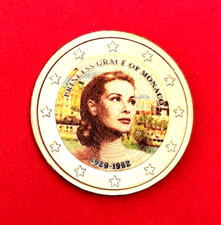 PRINCESS GRACE OF MONACO
1929-1982